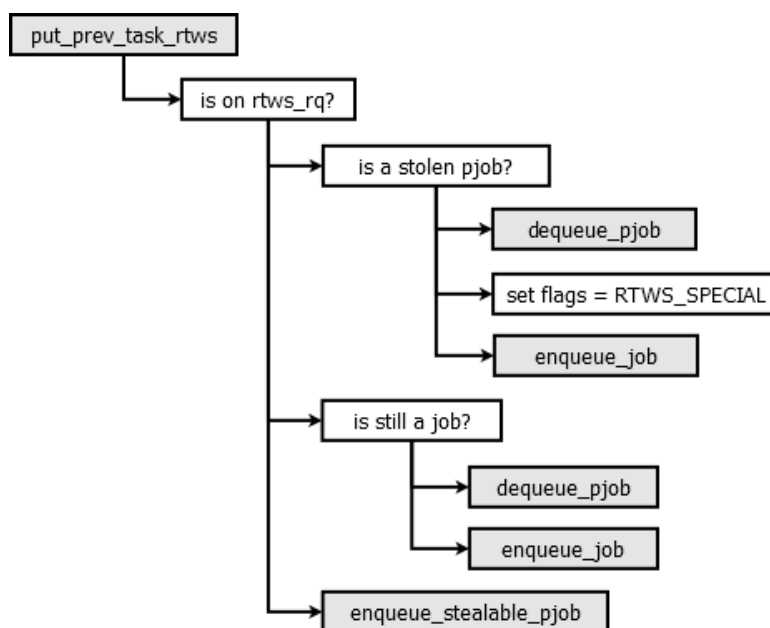 put_prev_task_rtws
is on rtws_rq?
is a stolen pjob?
dequeue_pjob
set flags = RTWS_SPECIAL
enqueue_job
is still a job?
dequeue_pjob
enqueue_job
enqueue_stealable_pjob